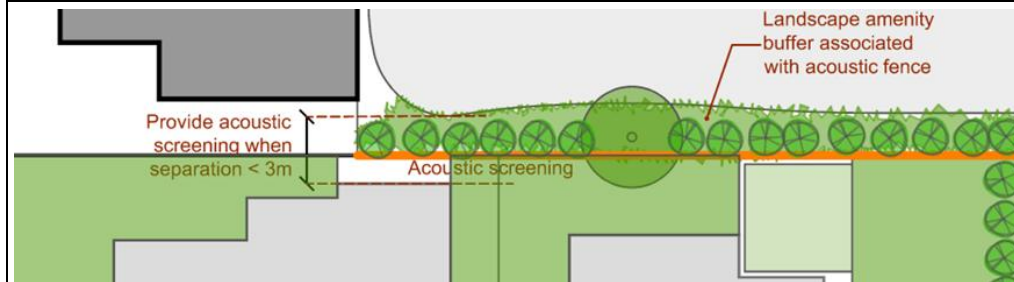 Landscape amenity
buffer associated
with acoustic fence
Provide acoustic
screening when
separation < 3m
Acoustic screening